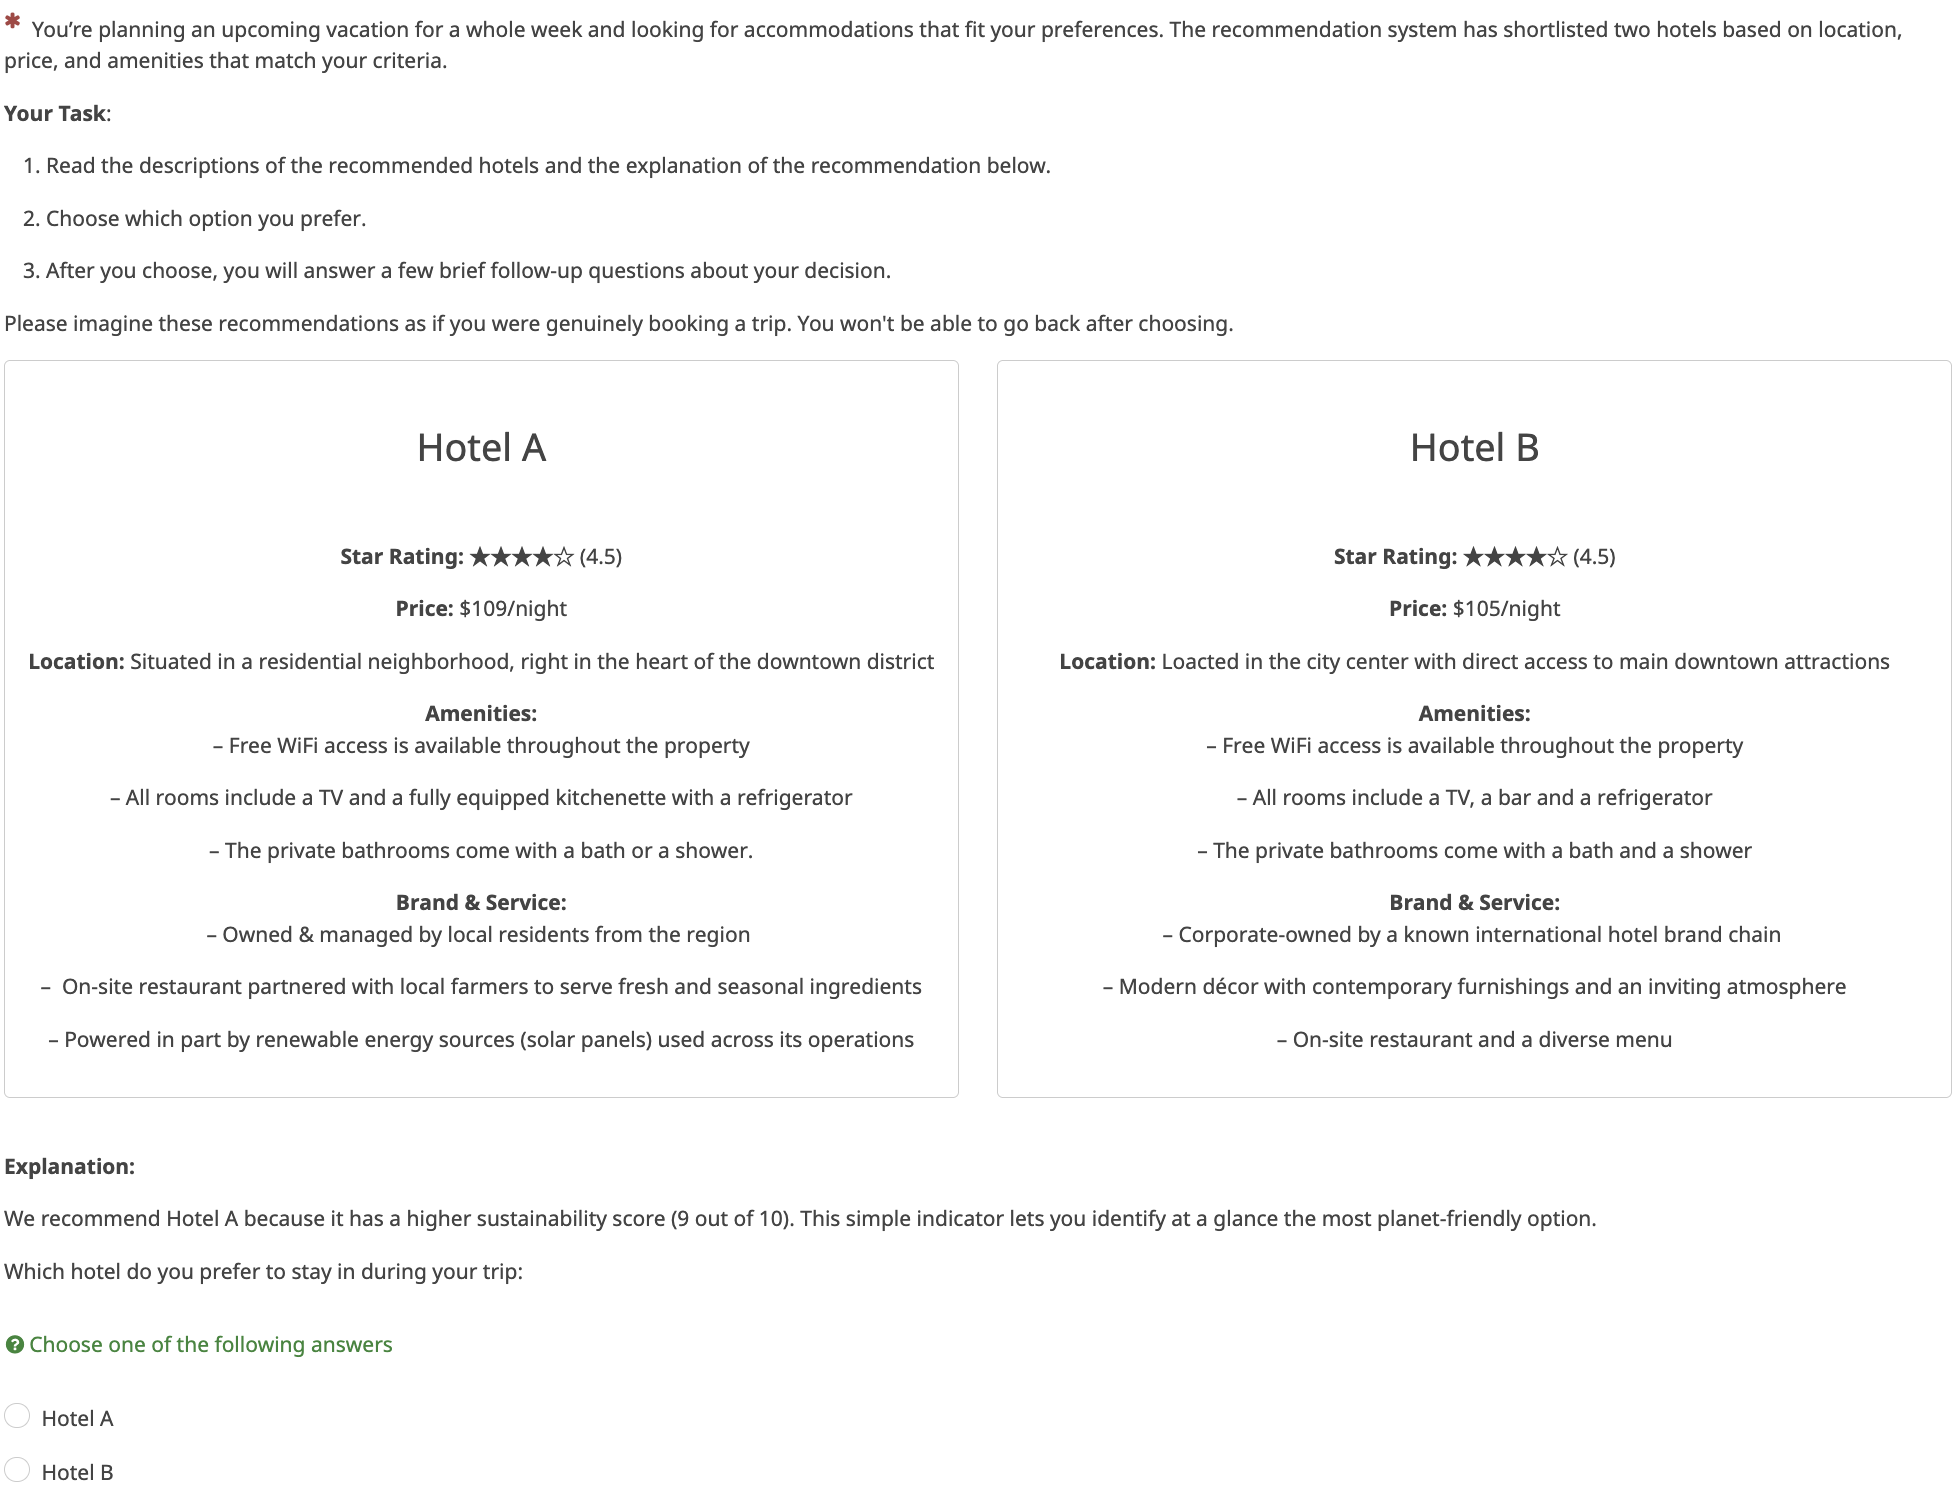 * You’re planning an upcoming vacation for a whole week and looking for accommodations that fit your preferences. The recommendation system has shortlisted two hotels based on location,
price, and amenities that match your criteria.
Your Task:
1. Read the descriptions of the recommended hotels and the explanation of the recommendation below.
2. Choose which option you prefer.
3. After you choose, you will answer a few brief follow-up questions about your decision.
Please imagine these recommendations as if you were genuinely booking a trip. You won't be able to go back after choosing.
Hotel A
Star Rating: ★★★★☆ (4.5)
Price: $109/night
Location: Situated in a residential neighborhood, right in the heart of the downtown district
Amenities:
– Free WiFi access is available throughout the property
– All rooms include a TV and a fully equipped kitchenette with a refrigerator
– The private bathrooms come with a bath or a shower.
Brand & Service:
– Owned & managed by local residents from the region
– On-site restaurant partnered with local farmers to serve fresh and seasonal ingredients
– Powered in part by renewable energy sources (solar panels) used across its operations
Hotel B
Star Rating: ★★★★☆ (4.5)
Price: $105/night
Location: Loacted in the city center with direct access to main downtown attractions
Amenities:
– Free WiFi access is available throughout the property
– All rooms include a TV, a bar and a refrigerator
– The private bathrooms come with a bath and a shower
Brand & Service:
– Corporate-owned by a known international hotel brand chain
– Modern décor with contemporary furnishings and an inviting atmosphere
– On-site restaurant and a diverse menu
Explanation:
We recommend Hotel A because it has a higher sustainability score (9 out of 10). This simple indicator lets you identify at a glance the most planet-friendly option.
Which hotel do you prefer to stay in during your trip:
? Choose one of the following answers
Hotel A
Hotel B